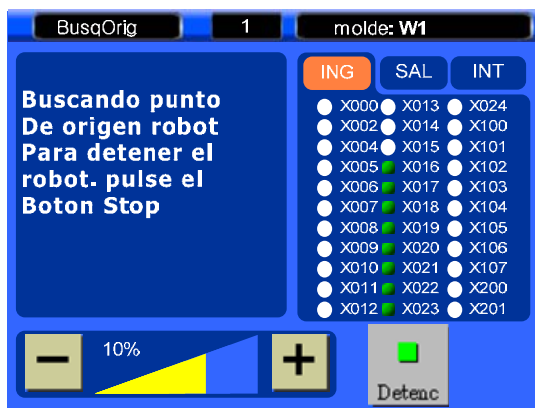 BusqOrig 1 molde: W1
ING SAL INT
Buscando punto
De origen robot
Para detener el
robot. pulse el
Boton Stop
X000 X013 X024
X002 X014 X100
X004 X015 X101
X005 X016 X102
X006 X017 X103
X007 X018 X104
X008 X019 X105
X009 X020 X106
X010 X021 X107
X011 X022 X200
X012 X023 X201
10%
Detenc